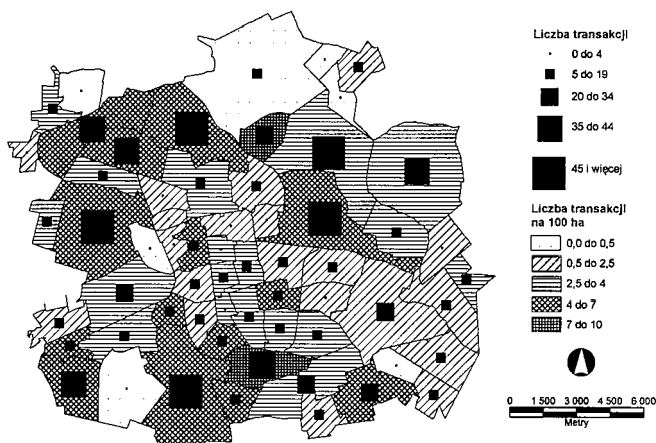 Liczba transakcji
0 do 4
5 do 19
20 do 34
35 do 44
45 i więcej
Liczba transakcji
na 100 ha
0,0 do 0,5
0,5 do 2,5
2,5 do 4
4 do 7
7 do 10
0 1 500 3 000 4 500 6 000
Metry